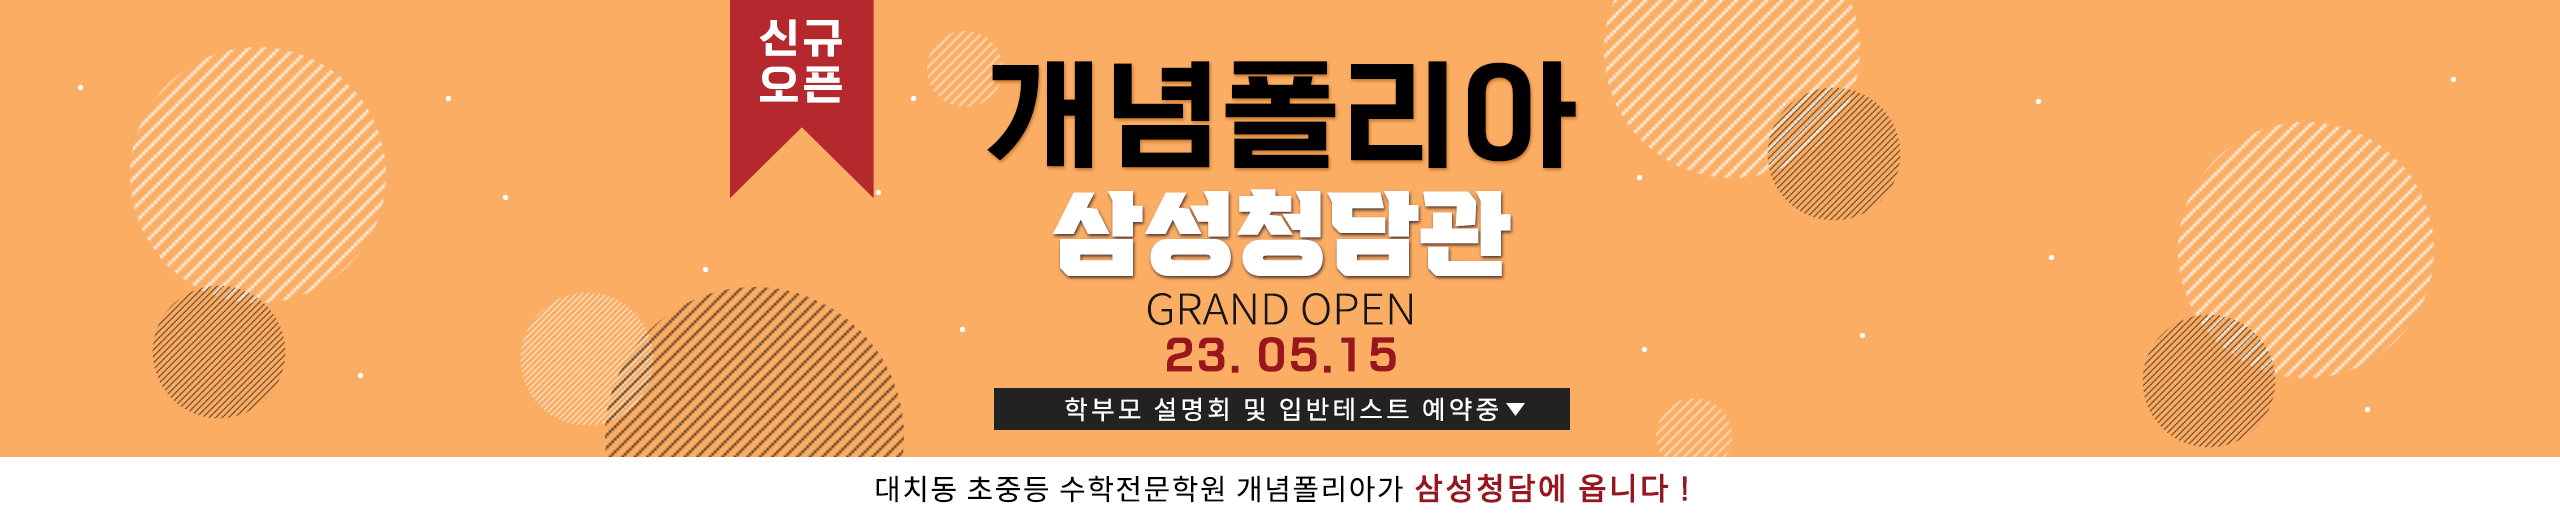 신규
오픈
개념폴리아
삼성청담관
GRAND OPEN
23. 05.15
학부모 설명회 및 입반테스트 예약중▼
대치동 초중등 수학전문학원 개념폴리아가 삼성청담에 옵니다 !